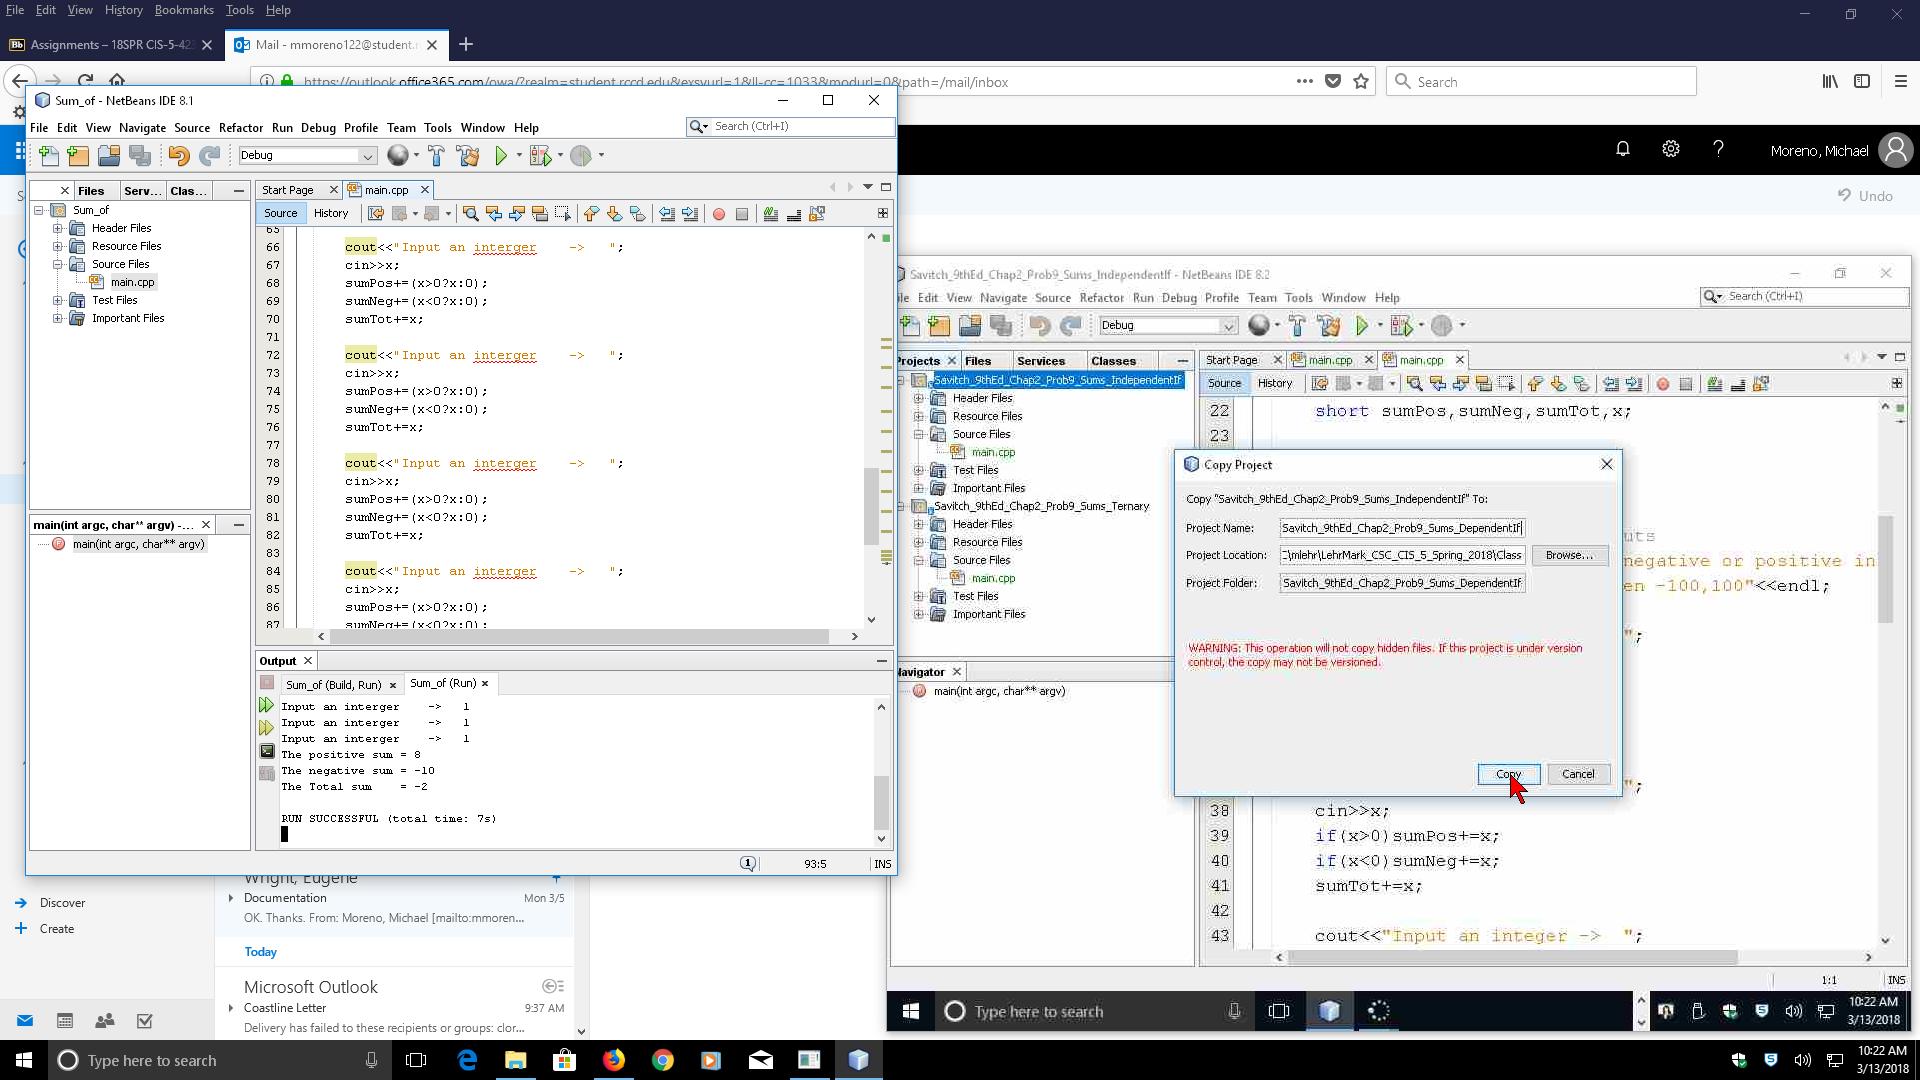 File Edit View History Bookmarks Tools Help
Assignments – 18SPR CIS-5-42
Mail - mmoreno122@student.
https://outlook.office365.com/owa/?realm=student.rccd.edu&exsvurl=1&ll-cc=1033&modurl=0&path=/mail/inbox
Search
Moreno, Michael
Undo
Sum_of - NetBeans IDE 8.1
File Edit View Navigate Source Refactor Run Debug Profile Team Tools Window Help
Search (Ctrl+I)
Debug
Files Serv... Clas...
Sum_of
Header Files
Resource Files
Source Files
main.cpp
Test Files
Important Files
main(int argc, char** argv) -...
main(int argc, char** argv)
Start Page main.cpp
Source History
65
66 cout<<"Input an interger    ->   ";
67 cin>>x;
68 sumPos+=(x>0?x:0);
69 sumNeg+=(x<0?x:0);
70 sumTot+=x;
71
72 cout<<"Input an interger    ->   ";
73 cin>>x;
74 sumPos+=(x>0?x:0);
75 sumNeg+=(x<0?x:0);
76 sumTot+=x;
77
78 cout<<"Input an interger    ->   ";
79 cin>>x;
80 sumPos+=(x>0?x:0);
81 sumNeg+=(x<0?x:0);
82 sumTot+=x;
83
84 cout<<"Input an interger    ->   ";
85 cin>>x;
86 sumPos+=(x>0?x:0);
87 sumNeg+=(x<0?x:0);
Output
Sum_of (Build, Run) Sum_of (Run)
Input an interger    ->   1
Input an interger    ->   1
Input an interger    ->   1
The positive sum = 8
The negative sum = -10
The Total sum    = -2
RUN SUCCESSFUL (total time: 7s)
93:5 INS
Savitch_9thEd_Chap2_Prob9_Sums_IndependentIf - NetBeans IDE 8.2
Edit View Navigate Source Refactor Run Debug Profile Team Tools Window Help
Search (Ctrl+I)
Debug
Projects Files Services Classes
Savitch_9thEd_Chap2_Prob9_Sums_IndependentIf
Header Files
Resource Files
Source Files
main.cpp
Test Files
Important Files
Savitch_9thEd_Chap2_Prob9_Sums_Ternary
Header Files
Resource Files
Source Files
main.cpp
Test Files
Important Files
Navigator
main(int argc, char** argv)
Start Page main.cpp main.cpp
Source History
22 short sumPos,sumNeg,sumTot,x;
23
uts
negative or positive in
en -100,100"<<endl;
";
";
38 cin>>x;
39 if(x>0)sumPos+=x;
40 if(x<0)sumNeg+=x;
41 sumTot+=x;
42
43 cout<<"Input an integer ->  ";
1:1 INS
Copy Project
Copy "Savitch_9thEd_Chap2_Prob9_Sums_IndependentIf" To:
Project Name: Savitch_9thEd_Chap2_Prob9_Sums_DependentIf
Project Location: :\mlehr\LehrMark_CSC_CIS_5_Spring_2018\Class Browse...
Project Folder: Savitch_9thEd_Chap2_Prob9_Sums_DependentIf
WARNING: This operation will not copy hidden files. If this project is under version
control, the copy may not be versioned.
Copy Cancel
Type here to search
10:22 AM
3/13/2018
Discover
Create
Wright, Eugene
Documentation Mon 3/5
OK. Thanks. From: Moreno, Michael [mailto:mmoren...
Today
Microsoft Outlook
Coastline Letter 9:37 AM
Delivery has failed to these recipients or groups: clor...
Type here to search
10:22 AM
3/13/2018